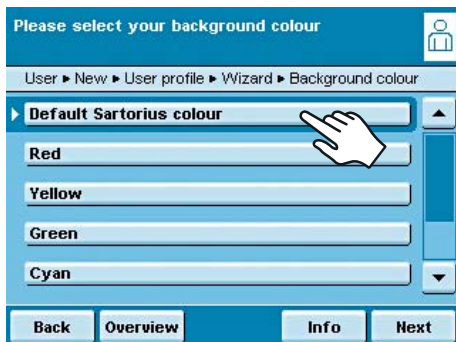 Please select your background colour
User ▸ New ▸ User profile ▸ Wizard ▸ Background colour
Default Sartorius colour
Red
Yellow
Green
Cyan
Back Overview Info Next